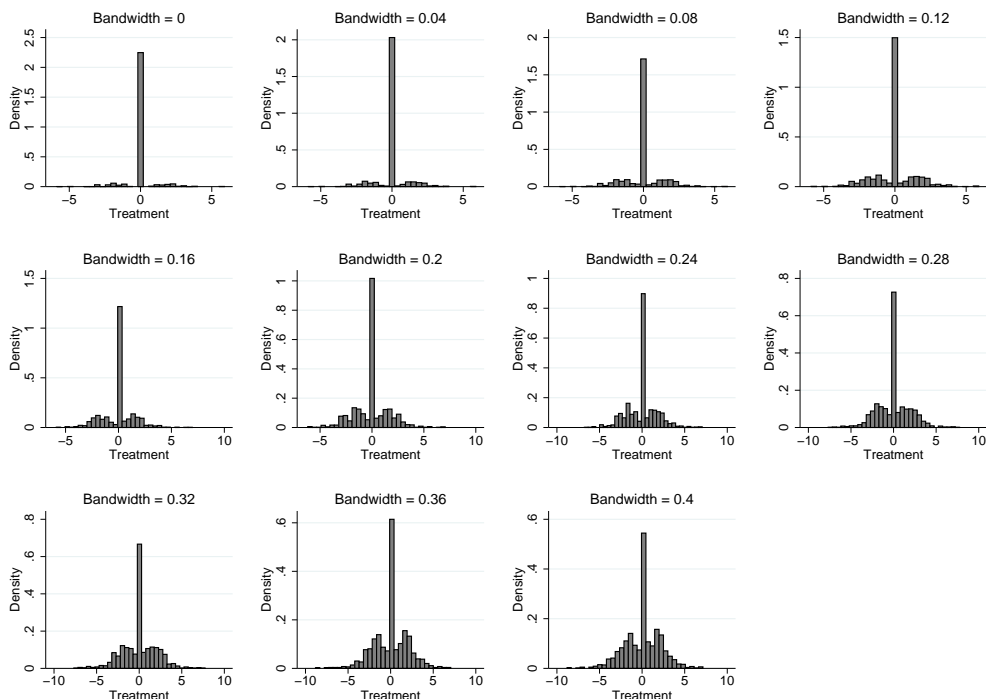 Bandwidth = 0
0 .5 1 1.5 2 2.5
Density
−5 0 5
Treatment
Bandwidth = 0.04
0 .5 1 1.5 2
Density
−5 0 5
Treatment
Bandwidth = 0.08
0 .5 1 1.5 2
Density
−5 0 5
Treatment
Bandwidth = 0.12
0 .5 1 1.5
Density
−5 0 5
Treatment
Bandwidth = 0.16
0 .5 1 1.5
Density
−5 0 5 10
Treatment
Bandwidth = 0.2
0 .2 .4 .6 .8 1
Density
−5 0 5 10
Treatment
Bandwidth = 0.24
0 .2 .4 .6 .8 1
Density
−10 −5 0 5 10
Treatment
Bandwidth = 0.28
0 .2 .4 .6 .8
Density
−10 −5 0 5 10
Treatment
Bandwidth = 0.32
0 .2 .4 .6 .8
Density
−10 −5 0 5 10
Treatment
Bandwidth = 0.36
0 .2 .4 .6
Density
−10 −5 0 5 10
Treatment
Bandwidth = 0.4
0 .2 .4 .6
Density
−10 −5 0 5 10
Treatment